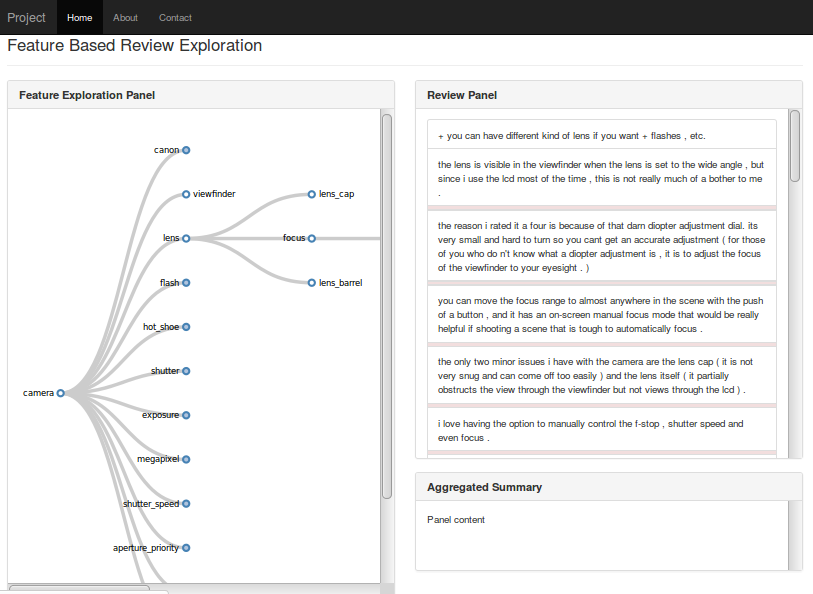 Project Home About Contact
Feature Based Review Exploration
Feature Exploration Panel
canon
viewfinder
lens_cap
lens
focus
flash
lens_barrel
hot_shoe
shutter
camera
exposure
megapixel
shutter_speed
aperture_priority
Review Panel
+ you can have different kind of lens if you want + flashes , etc.
the lens is visible in the viewfinder when the lens is set to the wide angle , but
since i use the lcd most of the time , this is not really much of a bother to me
.
the reason i rated it a four is because of that darn diopter adjustment dial. its
very small and hard to turn so you cant get an accurate adjustment ( for those
of you who do n't know what a diopter adjustment is , it is to adjust the focus
of the viewfinder to your eyesight . )
you can move the focus range to almost anywhere in the scene with the push
of a button , and it has an on-screen manual focus mode that would be really
helpful if shooting a scene that is tough to automatically focus .
the only two minor issues i have with the camera are the lens cap ( it is not
very snug and can come off too easily ) and the lens itself ( it partially
obstructs the view through the viewfinder but not views through the lcd ) .
i love having the option to manually control the f-stop , shutter speed and
even focus .
Aggregated Summary
Panel content